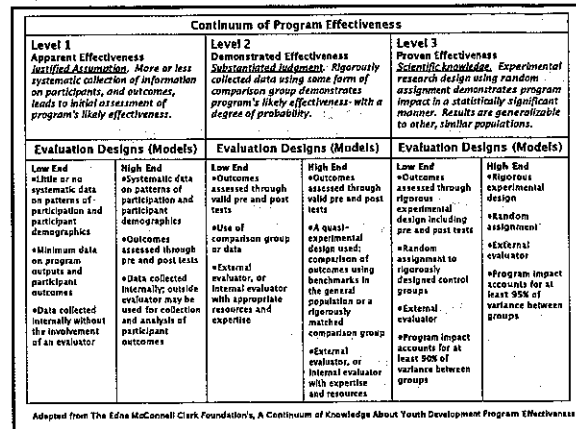 Continuum of Program Effectiveness
Level 1
Apparent Effectiveness
Justified Assumption. More or less
systematic collection of information
on participants, and outcomes,
leads to initial assessment of
program's likely effectiveness.
Level 2
Demonstrated Effectiveness
Substantiated Judgment. Rigorously
collected data using some form of
comparison group demonstrates
program's likely effectiveness- with a
degree of probability.
Level 3
Proven Effectiveness
Scientific knowledge. Experimental
research design using random
assignment demonstrates program
impact in a statistically significant
manner. Results are generalizable
to other, similar populations.
Evaluation Designs (Models)
Low End
•Little or no
systematic data
on patterns of
participation and
participant
demographics
•Minimum data
on program
outputs and
participant
outcomes
•Data collected
internally without
the involvement
of an evaluator
High End
•Systematic data
on patterns of
participation and
participant
demographics
•Outcomes
assessed through
pre and post tests
•Data collected
internally; outside
evaluator may be
used for collection
and analysis of
participant
outcomes
Evaluation Designs (Models)
Low End
•Outcomes
assessed through
valid pre and post
tests
•Use of
comparison group
or data
•External
evaluator, or
internal evaluator
with appropriate
resources and
expertise
High End
•Outcomes
assessed through
valid pre and post
tests
•A quasi-
experimental
design used;
comparison of
outcomes using
benchmarks in
the general
population or a
rigorously
matched
comparison group
•External
evaluator, or
internal evaluator
with expertise
and resources
Evaluation Designs (Models)
Low End
•Outcomes
assessed through
rigorous
experimental
design including
pre and post tests
•Random
assignment to
rigorously
designed control
groups
•External
evaluator
•Program impact
accounts for at
least 90% of
variance between
groups
High End
•Rigorous
experimental
design
•Random
assignment
•External
evaluator
•Program impact
accounts for at
least 95% of
variance between
groups
Adapted from The Edna McConnell Clark Foundation's, A Continuum of Knowledge About Youth Development Program Effectiveness